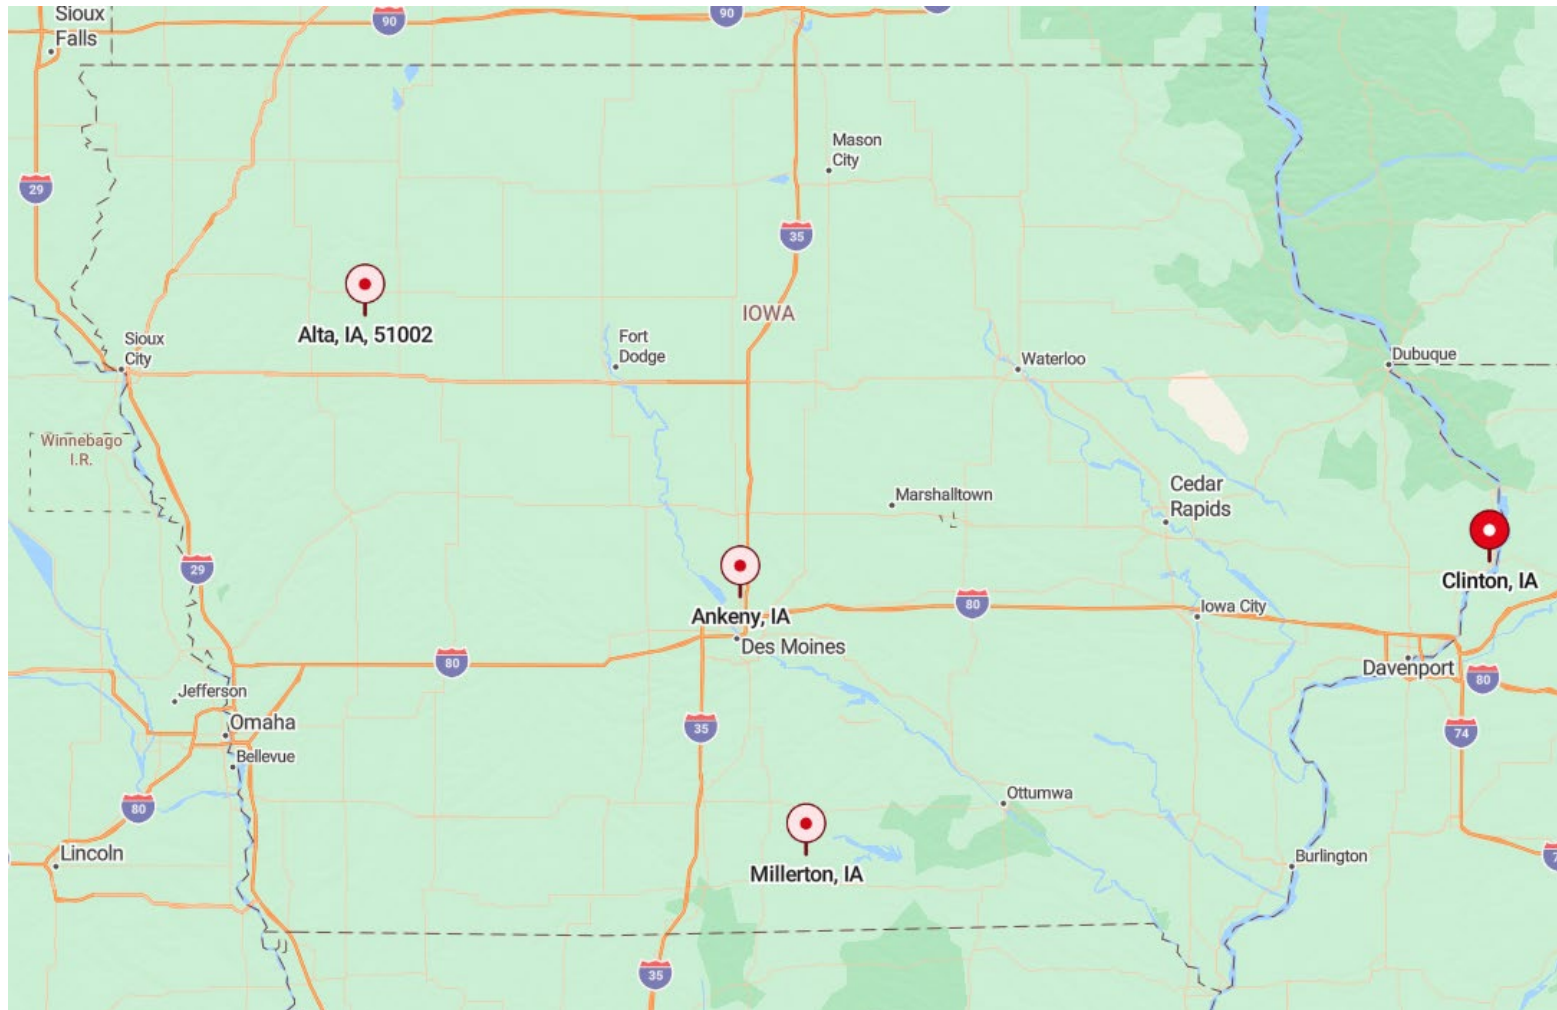 Sioux
Falls
90
90
29
Mason
City
35
IOWA
Alta, IA, 51002
Sioux
City
Fort
Dodge
Waterloo
Dubuque
Winnebago
I.R.
Marshalltown
Cedar
Rapids
29
Clinton, IA
Ankeny, IA
80
Iowa City
Des Moines
80
Davenport
80
Jefferson
Omaha
35
74
Bellevue
80
Ottumwa
Lincoln
Millerton, IA
Burlington
35